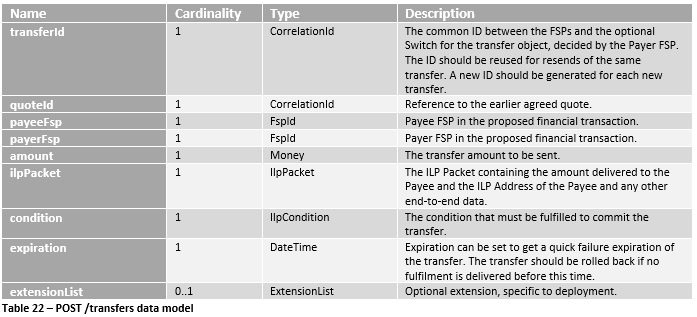 Name Cardinality Type Description
transferId 1 CorrelationId The common ID between the FSPs and the optional
Switch for the transfer object, decided by the Payer FSP.
The ID should be reused for resends of the same
transfer. A new ID should be generated for each new
transfer.
quoteId 1 CorrelationId Reference to the earlier agreed quote.
payeeFsp 1 FspId Payee FSP in the proposed financial transaction.
payerFsp 1 FspId Payer FSP in the proposed financial transaction.
amount 1 Money The transfer amount to be sent.
ilpPacket 1 IlpPacket The ILP Packet containing the amount delivered to the
Payee and the ILP Address of the Payee and any other
end-to-end data.
condition 1 IlpCondition The condition that must be fulfilled to commit the
transfer.
expiration 1 DateTime Expiration can be set to get a quick failure expiration of
the transfer. The transfer should be rolled back if no
fulfilment is delivered before this time.
extensionList 0..1 ExtensionList Optional extension, specific to deployment.
Table 22 – POST /transfers data model